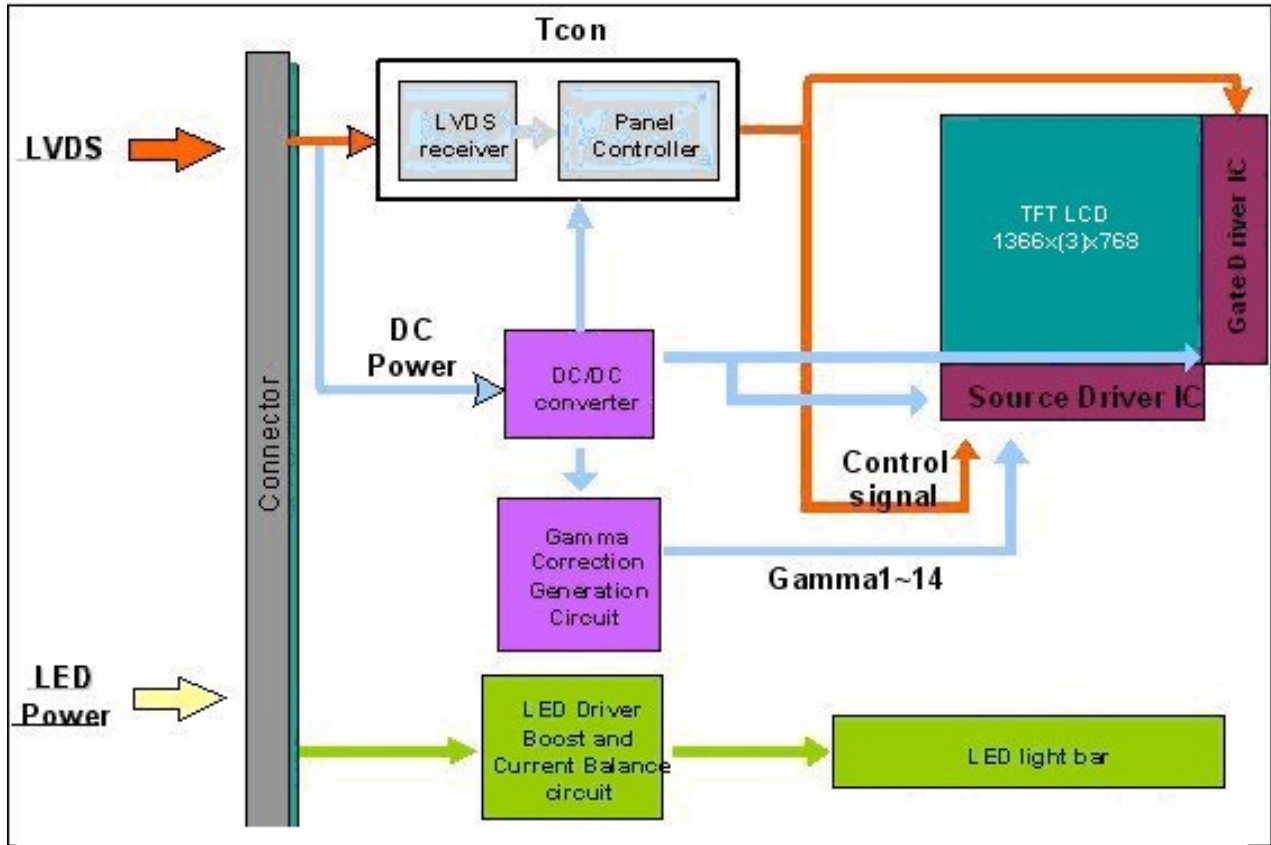 Tcon
LVDS
LVDS
receiver
Panel
Controller
TFT LCD
1366x(3)x768
Gate Driver IC
DC
Power
DC/DC
converter
Source Driver IC
Connector
Control
signal
Gamma
Correction
Generation
Circuit
Gamma1~14
LED
Power
LED Driver
Boost and
Current Balance
circuit
LED light bar